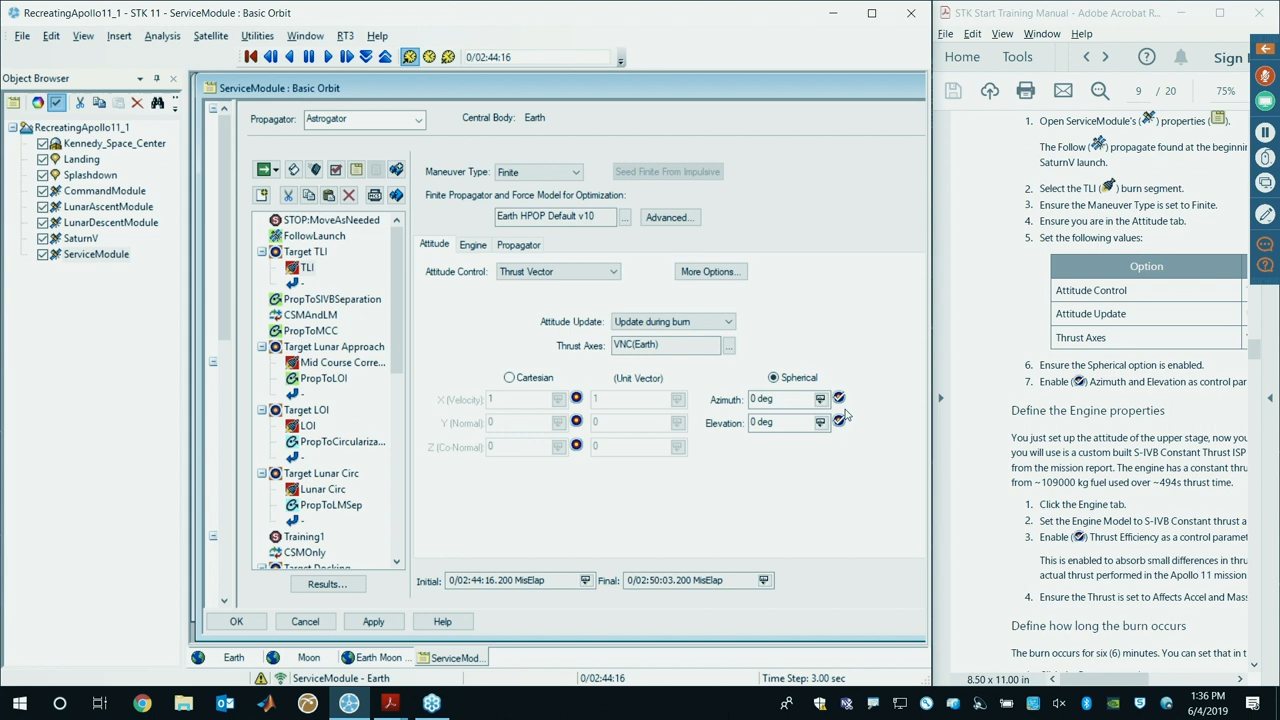 RecreatingApollo11_1 - STK 11 - ServiceModule : Basic Orbit
File Edit View Insert Analysis Satellite Utilities Window RT3 Help
0/02:44:16
Object Browser
RecreatingApollo11_1
Kennedy_Space_Center
Landing
Splashdown
CommandModule
LunarAscentModule
LunarDescentModule
SaturnV
ServiceModule
ServiceModule : Basic Orbit
Propagator: Astrogator Central Body: Earth
Maneuver Type: Finite Seed Finite From Impulsive
Finite Propagator and Force Model for Optimization:
Earth HPOP Default v10 ... Advanced...
STOP:MoveAsNeeded
FollowLaunch
Target TLI
TLI
-
PropToSIVBSeparation
CSMAndLM
PropToMCC
Target Lunar Approach
Mid Course Corre...
PropToLOI
-
Target LOI
LOI
PropToCirculariza...
-
Target Lunar Circ
Lunar Circ
PropToLMSep
-
Training1
CSMOnly
Target Docking
Results...
Attitude Engine Propagator
Attitude Control: Thrust Vector More Options...
Attitude Update: Update during burn
Thrust Axes: VNC(Earth) ...
Cartesian (Unit Vector) Spherical
X (Velocity) 1 1 Azimuth: 0 deg
Y (Normal) 0 0 Elevation: 0 deg
Z (Co-Normal) 0 0
Initial: 0/02:44:16.200 MisElap Final: 0/02:50:03.200 MisElap
OK Cancel Apply Help
Earth Moon Earth Moon ... ServiceMod...
ServiceModule - Earth 0/02:44:16 Time Step: 3.00 sec
STK Start Training Manual - Adobe Acrobat R...
File Edit View Window Help
Home Tools Sign
9 / 20 75%
1. Open ServiceModule's ( ) properties ( ).
The Follow ( ) propagate found at the beginnin
SaturnV launch.
2. Select the TLI ( ) burn segment.
3. Ensure the Maneuver Type is set to Finite.
4. Ensure you are in the Attitude tab.
5. Set the following values:
Option
Attitude Control
Attitude Update
Thrust Axes
6. Ensure the Spherical option is enabled.
7. Enable ( ) Azimuth and Elevation as control par
Define the Engine properties
You just set up the attitude of the upper stage, now you
you will use is a custom built S-IVB Constant Thrust ISP
from the mission report. The engine has a constant thru
from ~109000 kg fuel used over ~494s thrust time.
1. Click the Engine tab.
2. Set the Engine Model to S-IVB Constant thrust a
3. Enable ( ) Thrust Efficiency as a control paramet
This is enabled to absorb small differences in thru
actual thrust performed in the Apollo 11 mission
4. Ensure the Thrust is set to Affects Accel and Mass
Define how long the burn occurs
The burn occurs for six (6) minutes. You can set that in t
8.50 x 11.00 in
1:36 PM
6/4/2019